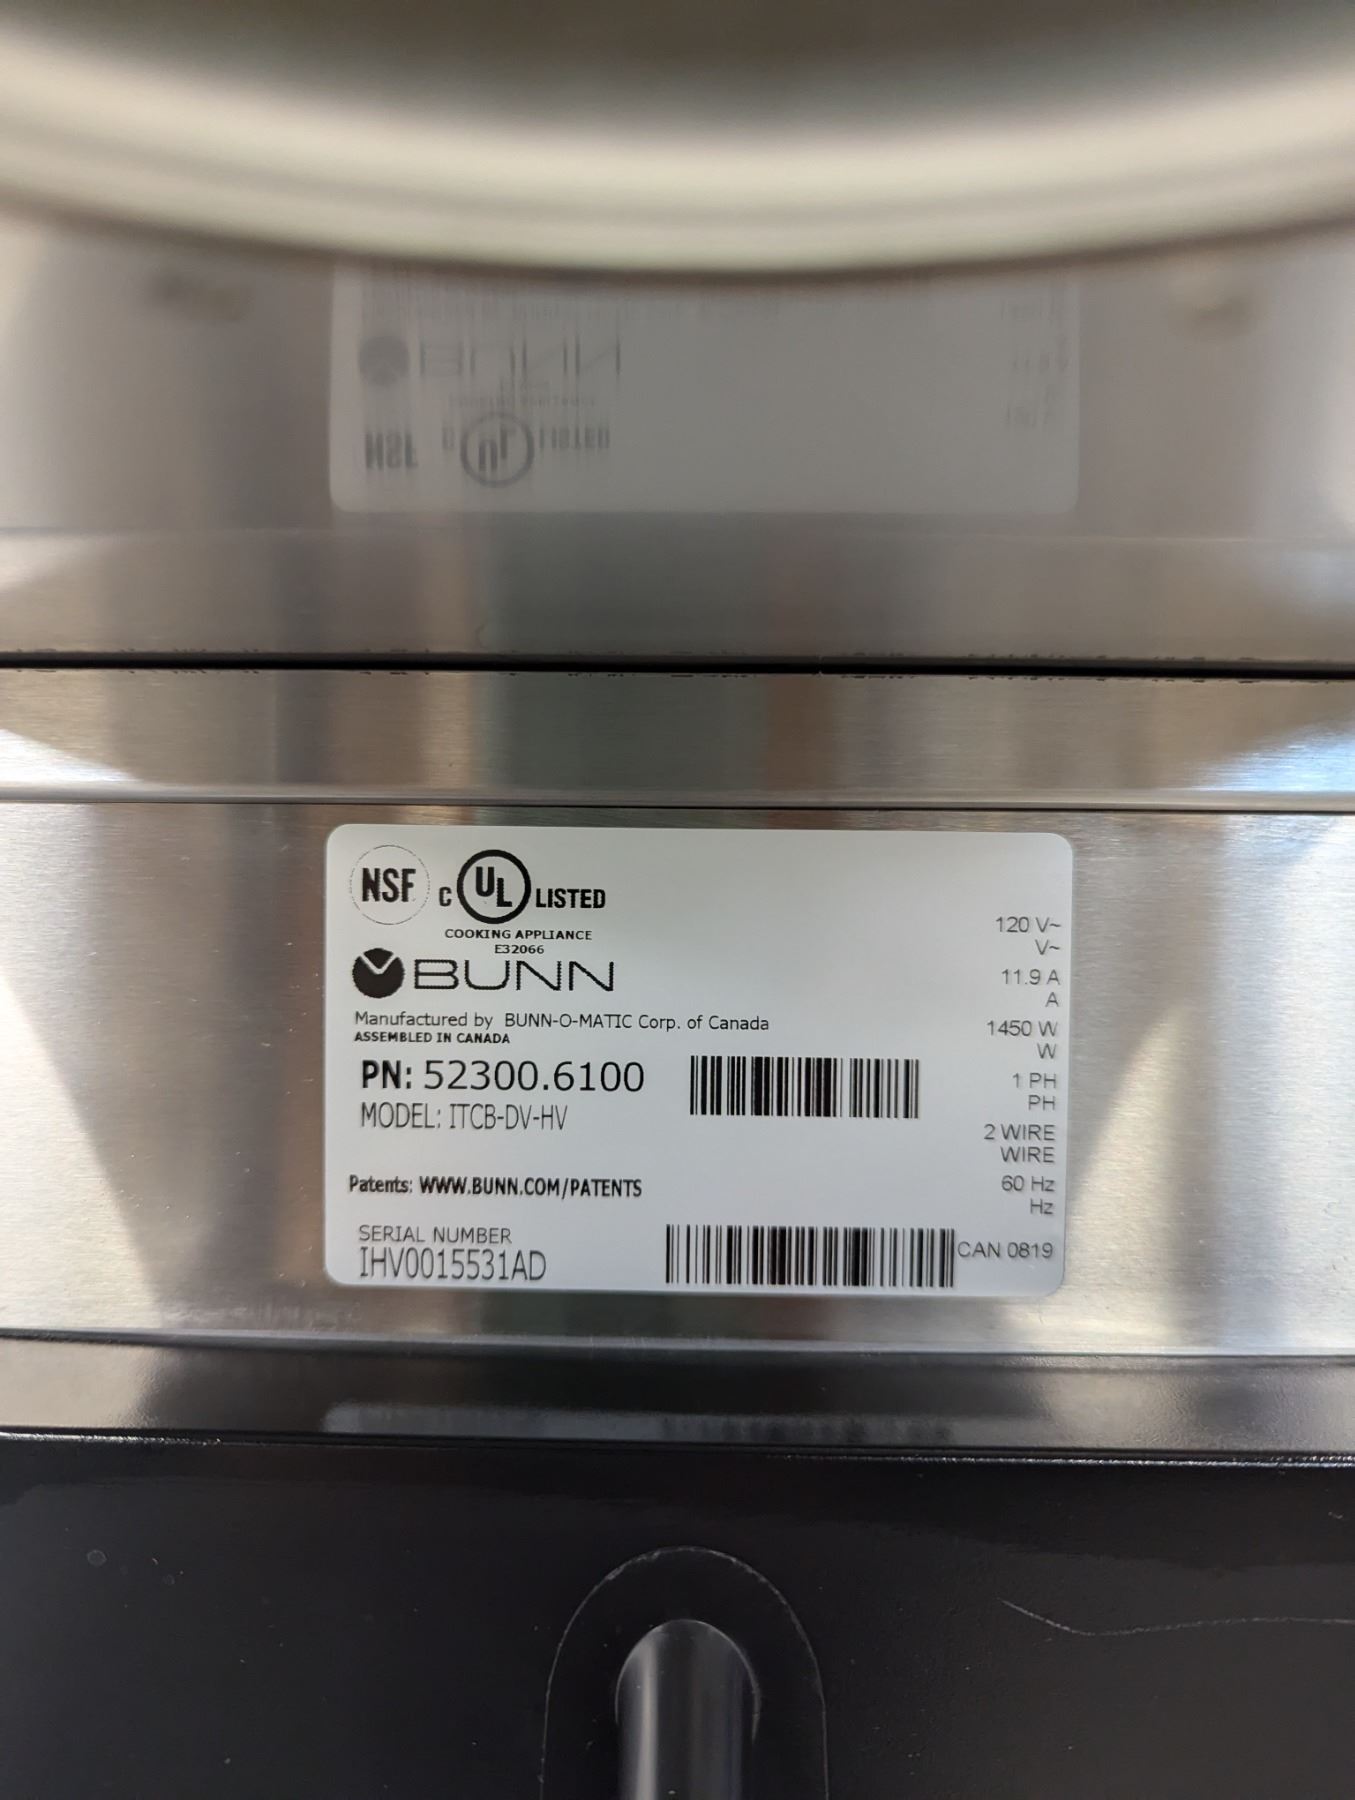 NSF
C UL LISTED
COOKING APPLIANCE
E32066
BUNN
Manufactured by BUNN-O-MATIC Corp. of Canada
ASSEMBLED IN CANADA
PN: 52300.6100
MODEL: ITCB-DV-HV
Patents: WWW.BUNN.COM/PATENTS
SERIAL NUMBER
IHV0015531AD
120 V~
V~
11.9 A
A
1450 W
W
1 PH
PH
2 WIRE
WIRE
60 Hz
Hz
CAN 0819